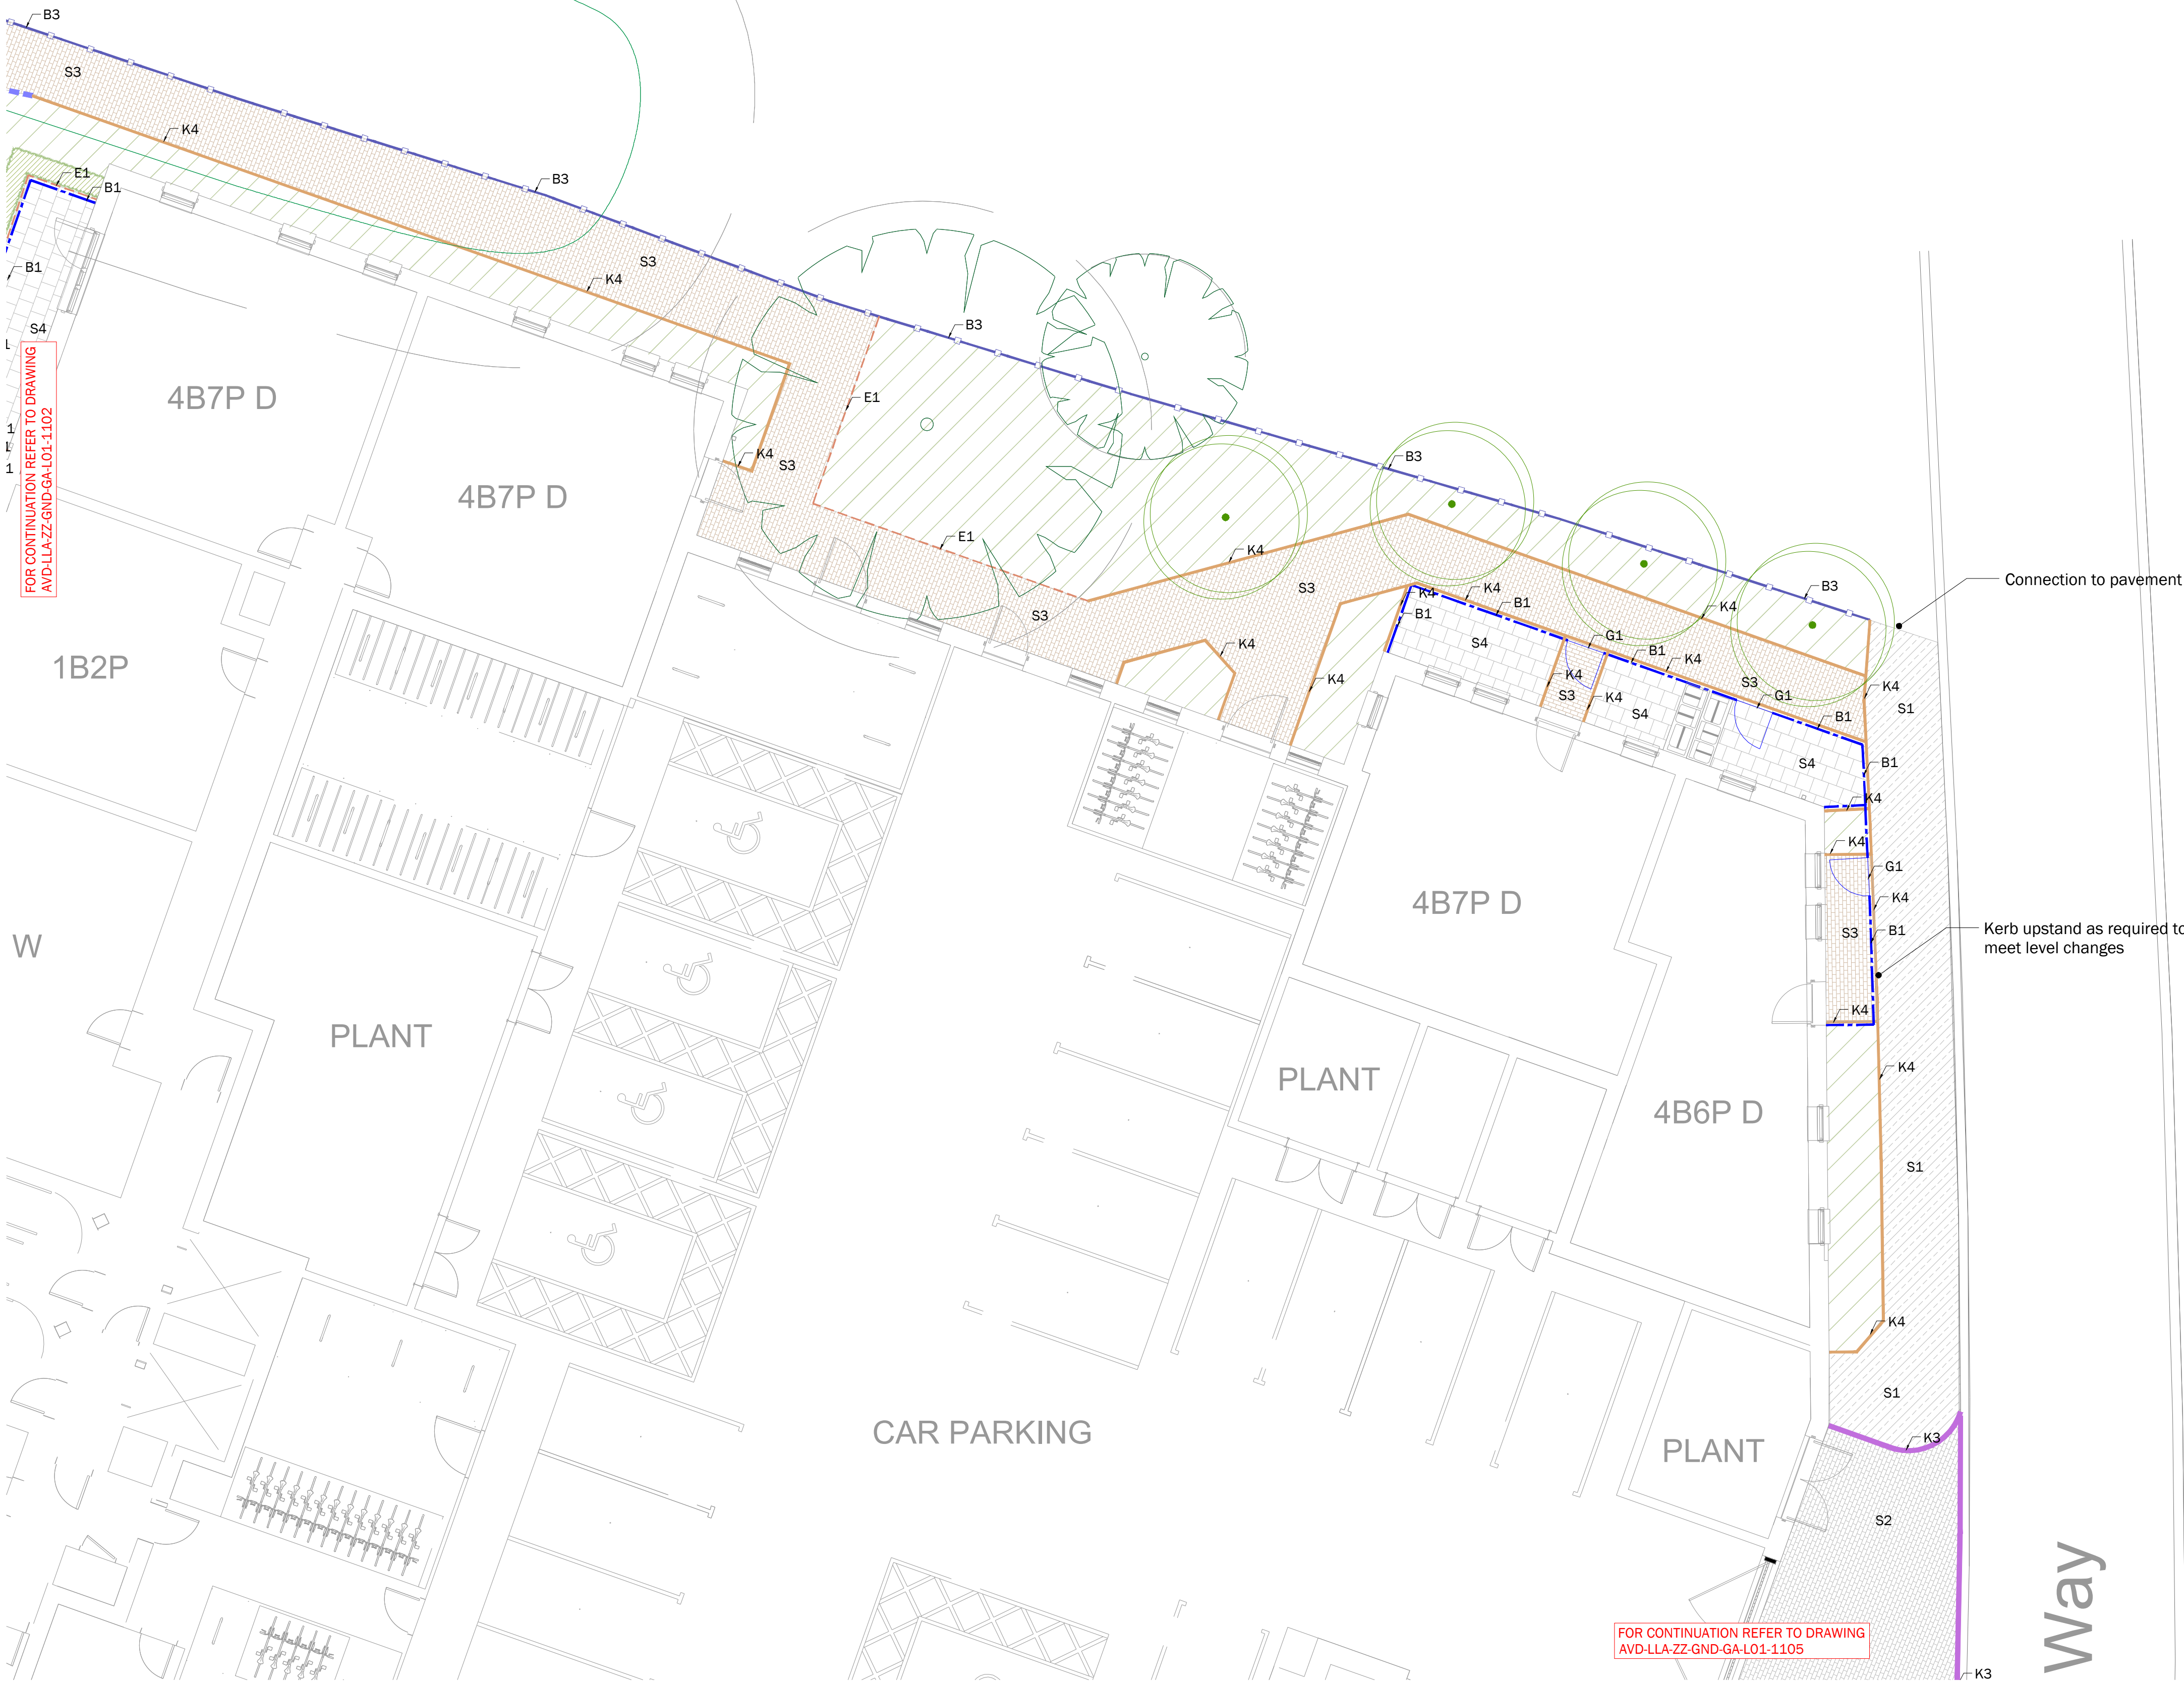 B3
S3
K4
E1
B1
B3
B1
S3
K4
S4
B3
FOR CONTINUATION REFER TO DRAWING
AVD-LLA-ZZ-GND-GA-L01-1102
4B7P D
E1
1
1
K4
S3
B3
4B7P D
E1
K4
Connection to pavement
S3
B3
K4
K4
B1
K4
S3
B1
S4
G1
K4
B1
K4
1B2P
K4
K4
S3
S3
G1
K4
K4
S4
S1
B1
S4
B1
K4
K4
G1
4B7P D
K4
S3
B1
Kerb upstand as required to
meet level changes
W
K4
PLANT
PLANT
K4
4B6P D
S1
K4
S1
CAR PARKING
K3
PLANT
S2
Way
FOR CONTINUATION REFER TO DRAWING
AVD-LLA-ZZ-GND-GA-L01-1105
K3